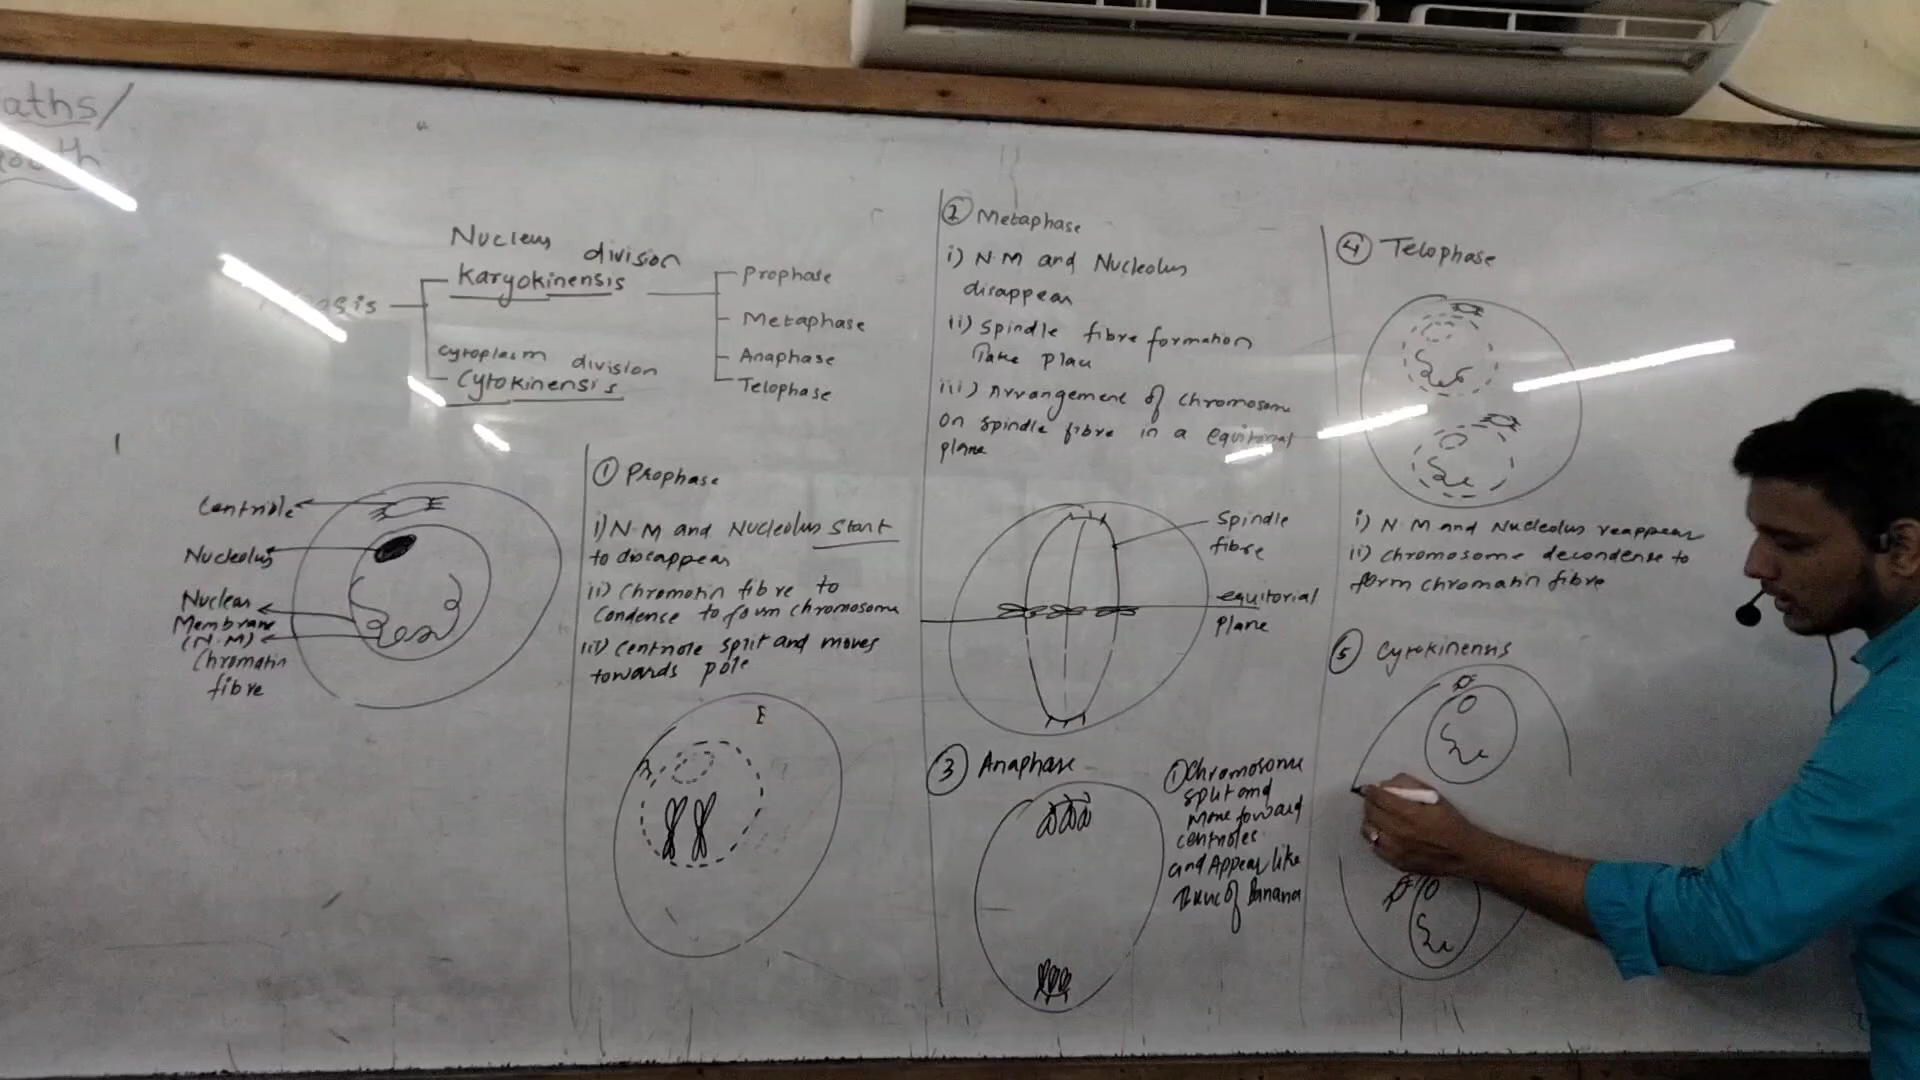 aths/
Nucleus division
Karyokinensis
osis
cytoplasm division
Cytokinensis
Prophase
Metaphase
Anaphase
Telophase
Centriole
Nucleolus
Nuclear
Membrane
(N.M)
Chromatin
fibre
① Prophase
i) N.M and Nucleolus Start
to disappear
ii) Chromatin fibre to
Condense to form chromosome
iii) Centriole split and moves
towards pole
② Metaphase
i) N.M and Nucleolus
disappear
ii) Spindle fibre formation
Take place
iii) Arrangement of chromosome
on spindle fibre in a equitorial
plane
Spindle
fibre
equitorial
plane
③ Anaphase
① Chromosome
split and
move toward
centrioles
and Appear like
of Banana
④ Telophase
i) N.M and Nucleolus reappear
ii) Chromosome decondense to
form chromatin fibre
⑤ Cytokinensis